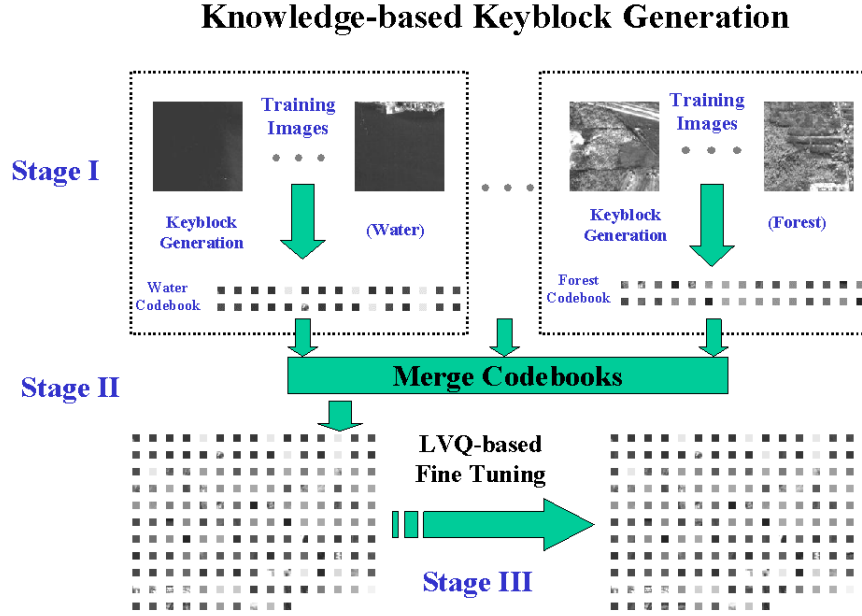 Knowledge-based Keyblock Generation
Stage I
Training
Images
Keyblock
Generation
(Water)
Water
Codebook
Training
Images
Keyblock
Generation
(Forest)
Forest
Codebook
Stage II
Merge Codebooks
LVQ-based
Fine Tuning
Stage III